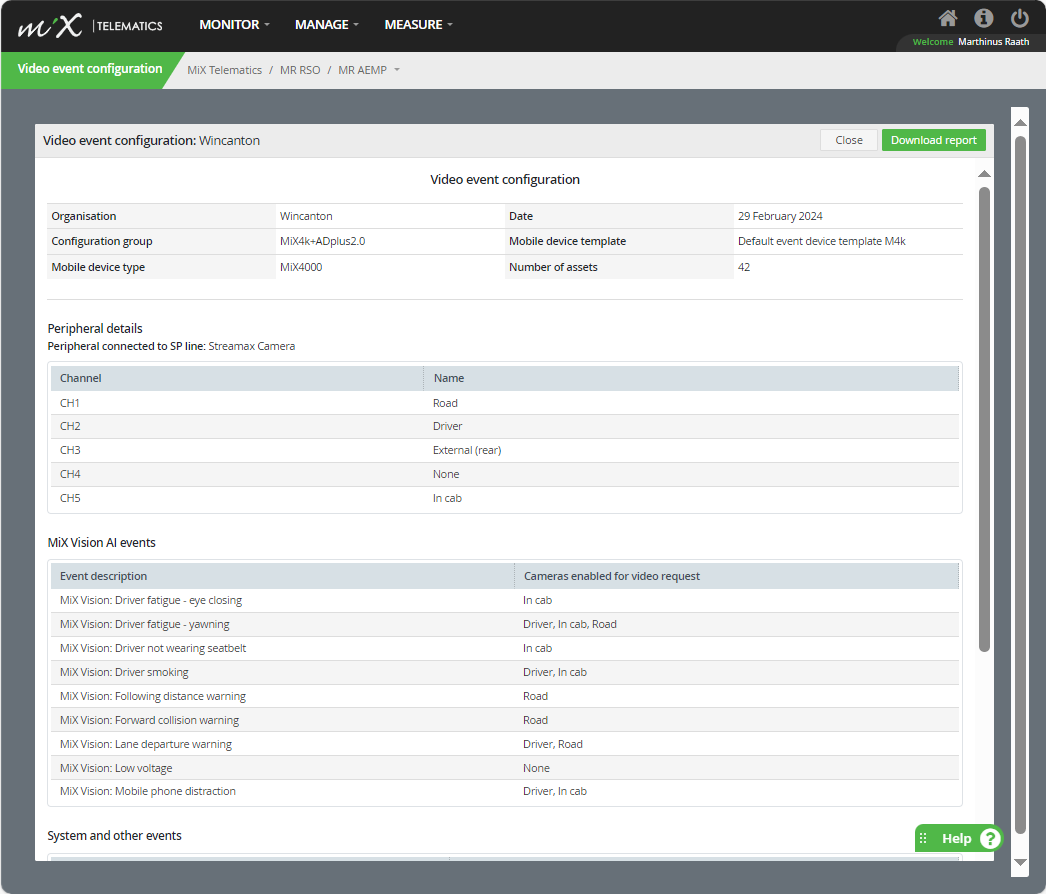 miX | TELEMATICS MONITOR MANAGE MEASURE
Welcome Marthinus Raath
Video event configuration MiX Telematics / MR RSO / MR AEMP
Video event configuration: Wincanton Close Download report
Video event configuration
Organisation Wincanton Date 29 February 2024
Configuration group MiX4k+ADplus2.0 Mobile device template Default event device template M4k
Mobile device type MiX4000 Number of assets 42
Peripheral details
Peripheral connected to SP line: Streamax Camera
Channel Name
CH1 Road
CH2 Driver
CH3 External (rear)
CH4 None
CH5 In cab
MiX Vision AI events
Event description Cameras enabled for video request
MiX Vision: Driver fatigue - eye closing In cab
MiX Vision: Driver fatigue - yawning Driver, In cab, Road
MiX Vision: Driver not wearing seatbelt In cab
MiX Vision: Driver smoking Driver, In cab
MiX Vision: Following distance warning Road
MiX Vision: Forward collision warning Road
MiX Vision: Lane departure warning Driver, Road
MiX Vision: Low voltage None
MiX Vision: Mobile phone distraction Driver, In cab
System and other events
Help ?